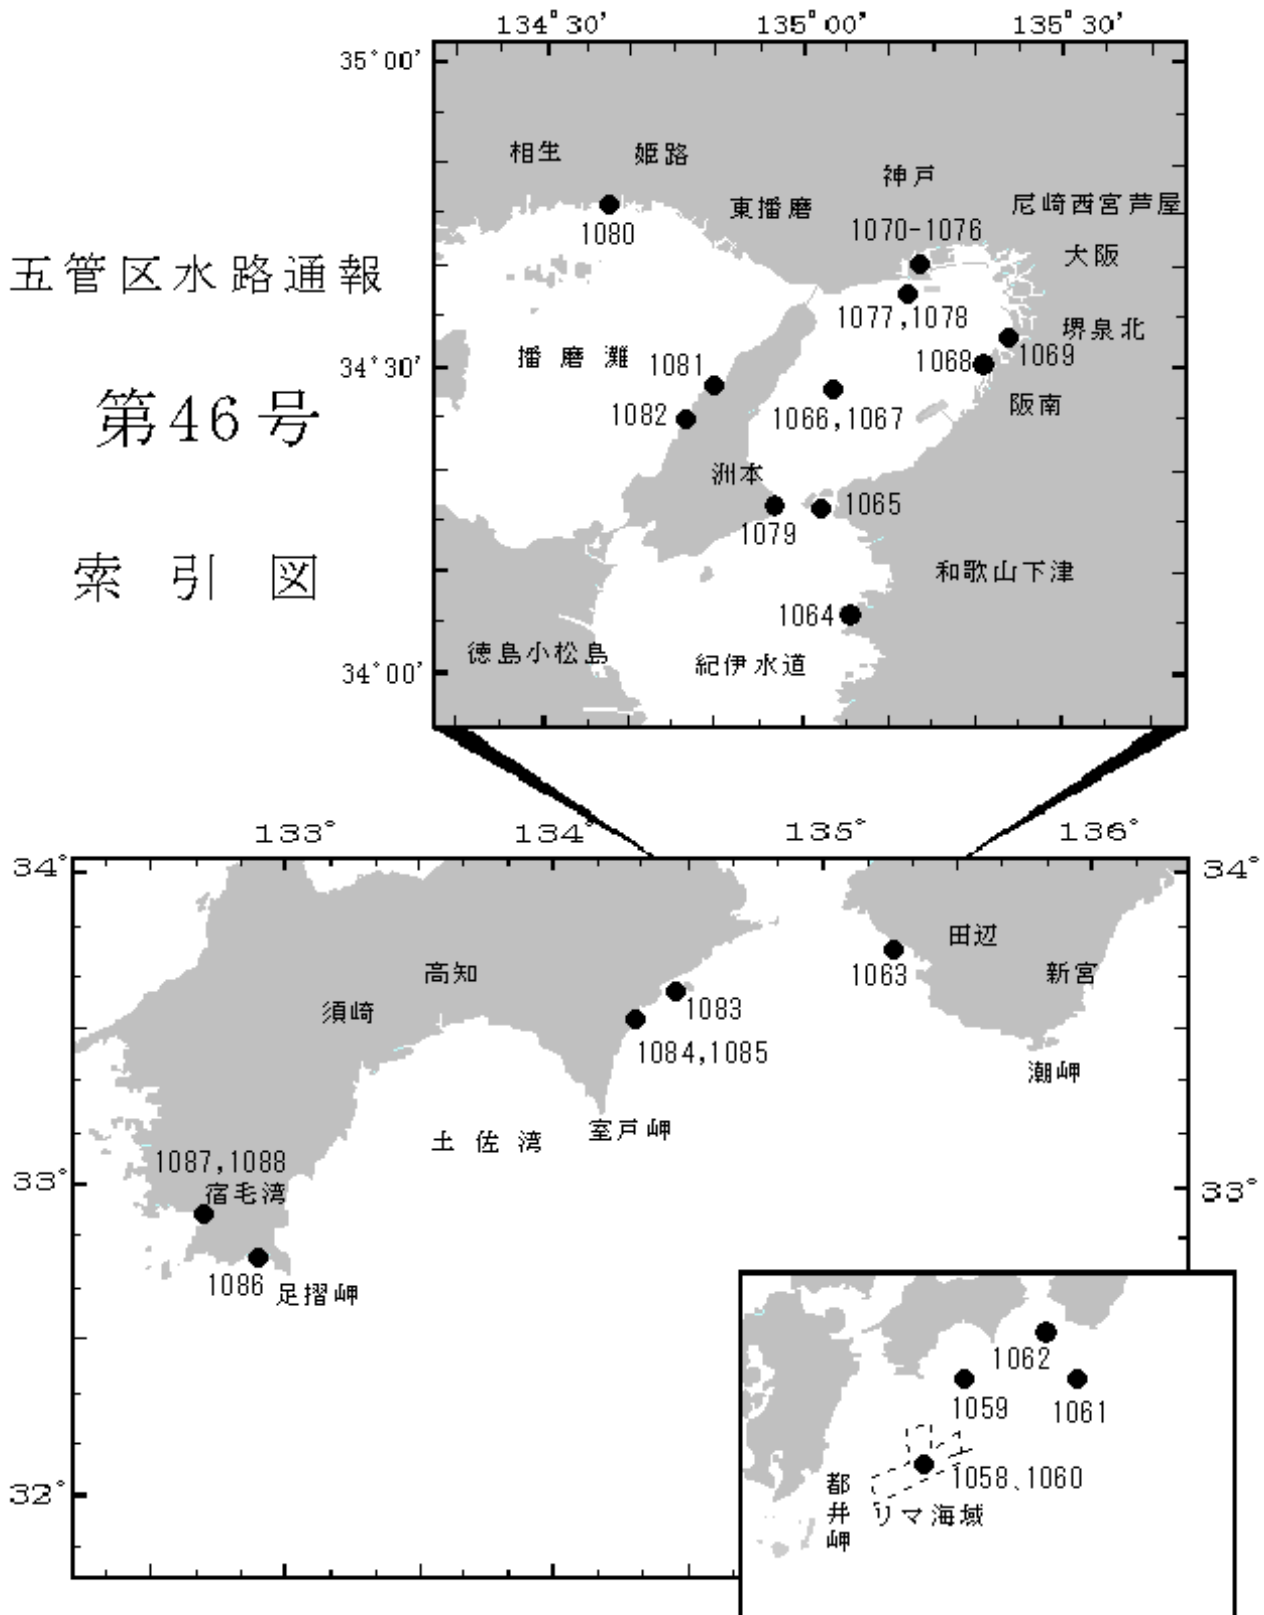 134°30' 135°00' 135°30'
35°00'
相生 姫路
神戸
東播磨
尼崎西宮芦屋
1080
1070-1076
大阪
五管区水路通報
1077,1078
堺泉北
播磨灘
1081
1068
1069
34°30'
第46号
1082
1066,1067
阪南
洲本
1065
1079
索引図
和歌山下津
1064
徳島小松島
紀伊水道
34°00'
133° 134° 135° 136°
34° 34°
田辺
高知
1063
新宮
須崎
1083
1084,1085
潮岬
室戸岬
土佐湾
1087,1088
33° 33°
宿毛湾
1086
足摺岬
1062
1059
1061
32°
1058、1060
都井岬
リマ海域